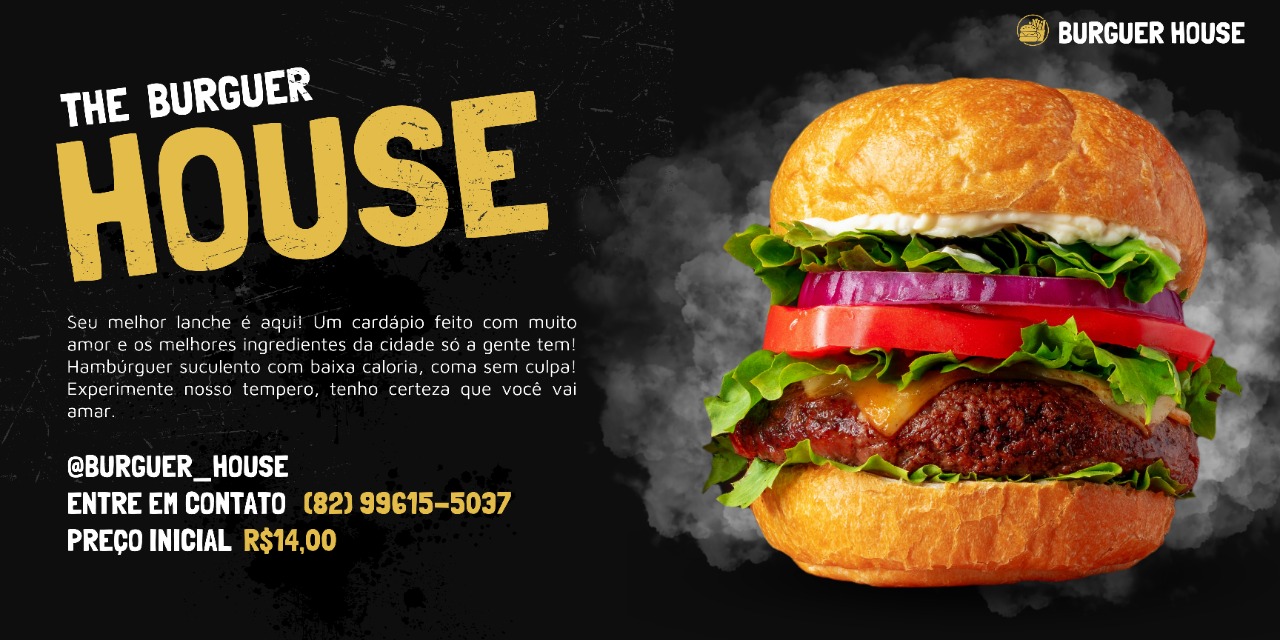 BURGUER HOUSE
THE BURGUER
HOUSE
Seu melhor lanche é aqui! Um cardápio feito com muito
amor e os melhores ingredientes da cidade só a gente tem!
Hambúrguer suculento com baixa caloria, coma sem culpa!
Experimente nosso tempero, tenho certeza que você vai
amar.
@BURGUER_HOUSE
ENTRE EM CONTATO (82) 99615-5037
PREÇO INICIAL R$14,00